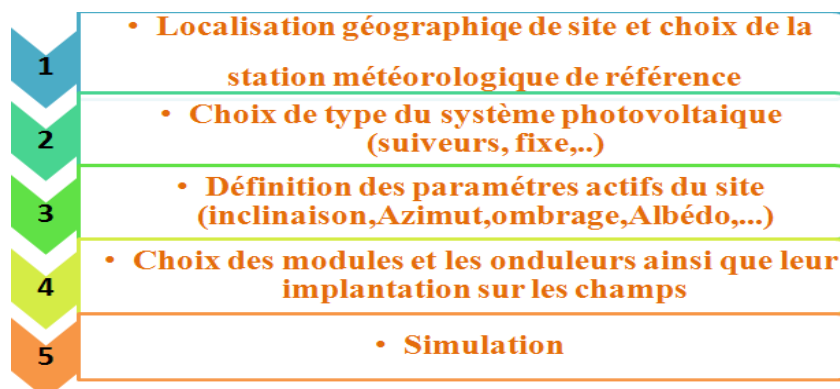 1
• Localisation géographiqe de site et choix de la
station météorologique de référence
2
• Choix de type du système photovoltaique
(suiveurs, fixe,..)
3
• Définition des paramétres actifs du site
(inclinaison,Azimut,ombrage,Albédo,...)
4
• Choix des modules et les onduleurs ainsi que leur
implantation sur les champs
5
• Simulation